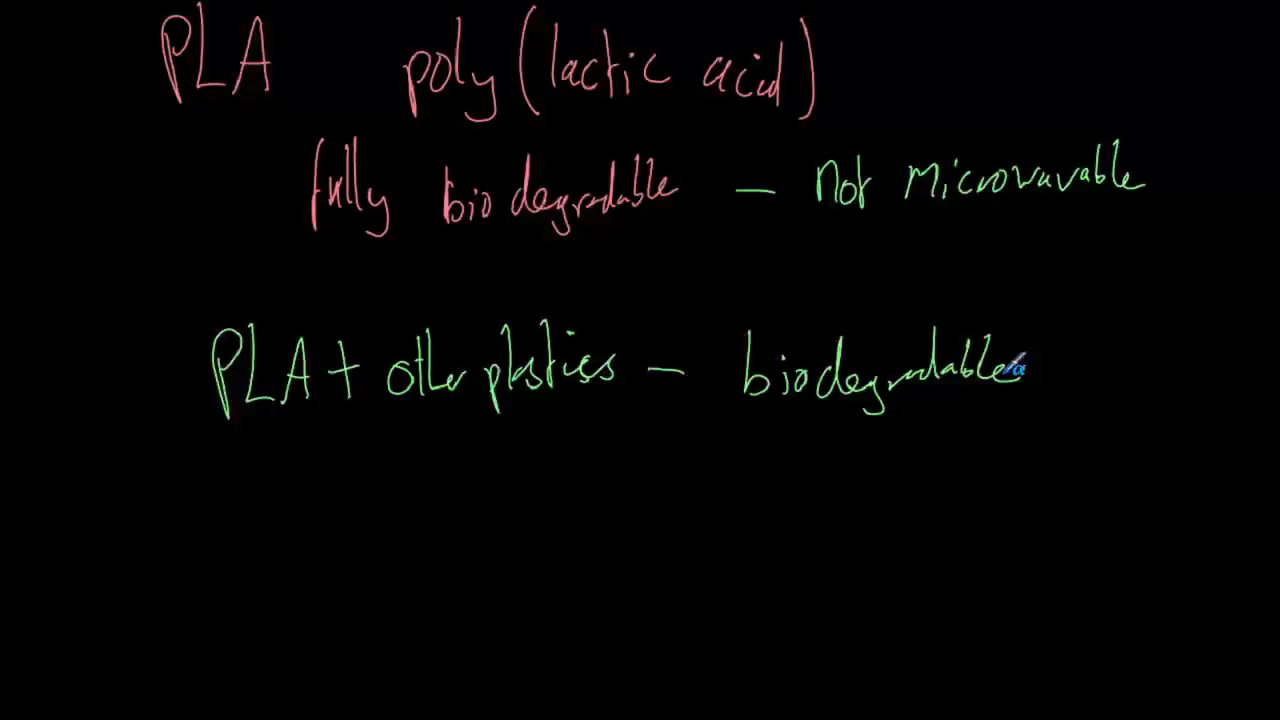 PLA poly(lactic acid)
fully biodegradable - not microwavable
PLA + other plastics - biodegradable